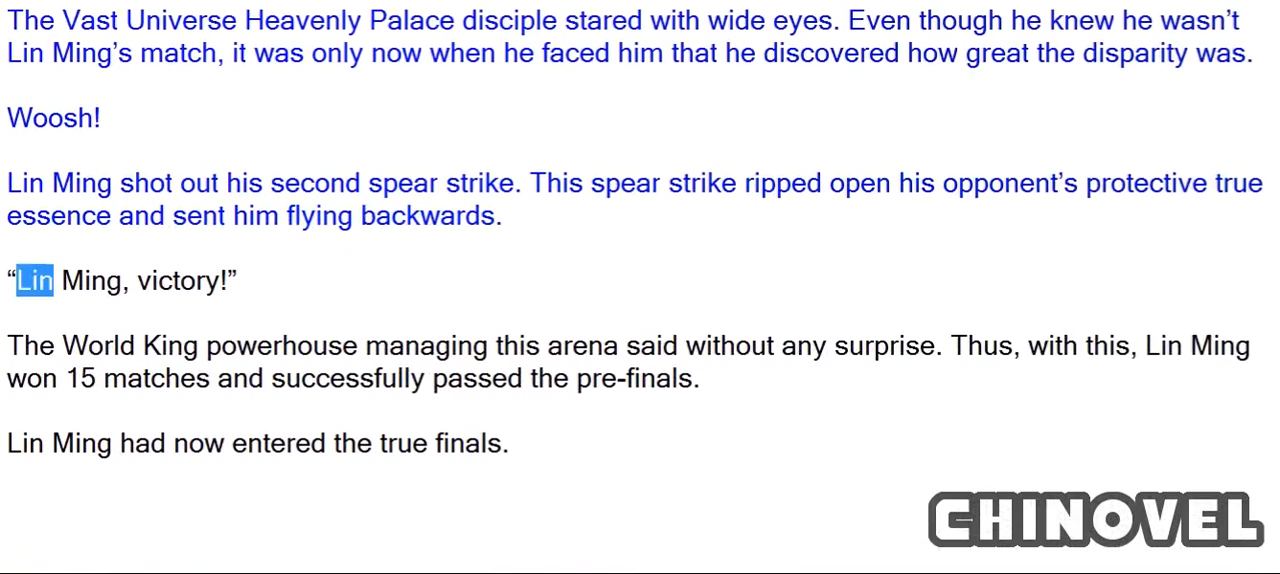 The Vast Universe Heavenly Palace disciple stared with wide eyes. Even though he knew he wasn’t
Lin Ming’s match, it was only now when he faced him that he discovered how great the disparity was.
Woosh!
Lin Ming shot out his second spear strike. This spear strike ripped open his opponent’s protective true
essence and sent him flying backwards.
“Lin Ming, victory!”
The World King powerhouse managing this arena said without any surprise. Thus, with this, Lin Ming
won 15 matches and successfully passed the pre-finals.
Lin Ming had now entered the true finals.
CHINOVEL